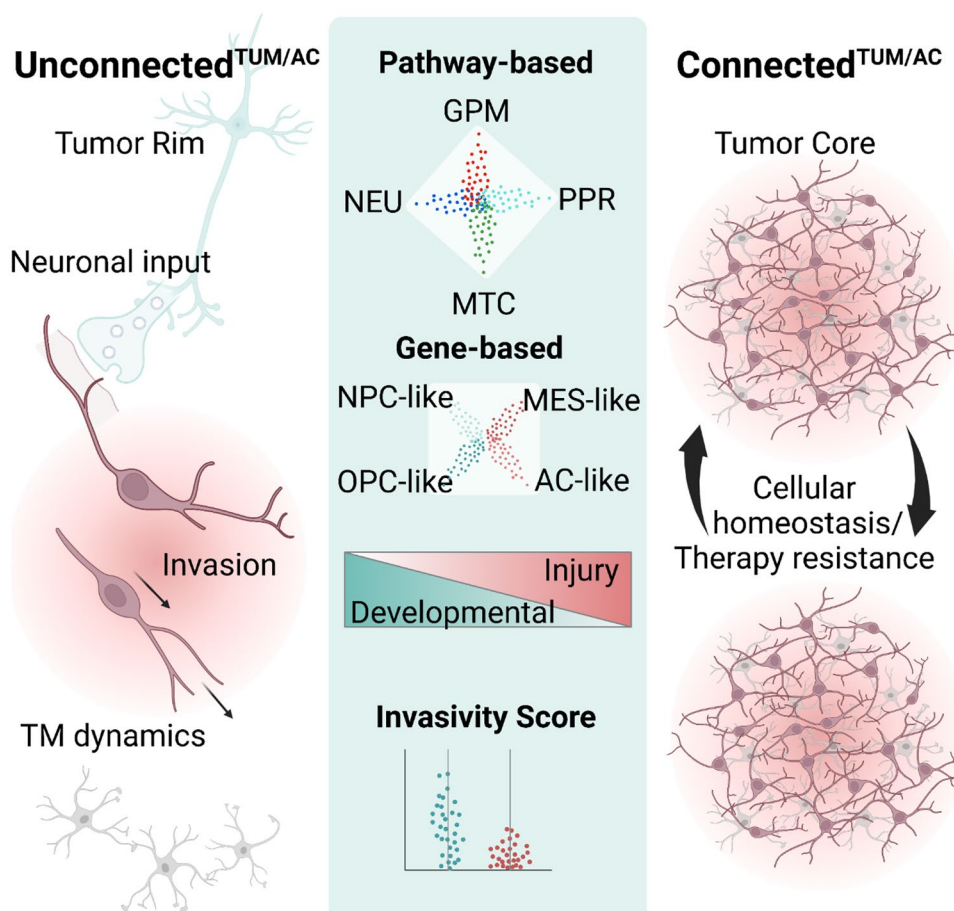 Unconnected^TUM/AC
Tumor Rim
Neuronal input
Invasion
TM dynamics
Pathway-based
GPM
NEU
PPR
MTC
Gene-based
NPC-like
MES-like
OPC-like
AC-like
Injury
Developmental
Invasivity Score
Connected^TUM/AC
Tumor Core
Cellular
homeostasis/
Therapy resistance